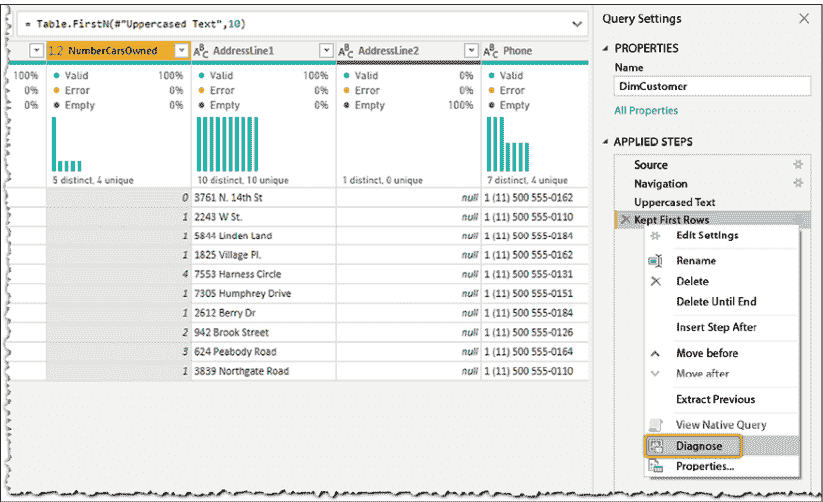 = Table.FirstN(#"Uppercased Text",10)
1.2 NumberCarsOwned ABC AddressLine1 ABC AddressLine2 ABC Phone
100% Valid 100% Valid 100% Valid 0% Valid
0% Error 0% Error 0% Error 0% Error
0% Empty 0% Empty 0% Empty 100% Empty
5 distinct, 4 unique 10 distinct, 10 unique 1 distinct, 0 unique 7 distinct, 4 unique
0 3761 N. 14th St null 1 (11) 500 555-0162
1 2243 W St. null 1 (11) 500 555-0110
1 5844 Linden Land null 1 (11) 500 555-0184
1 1825 Village Pl. null 1 (11) 500 555-0162
4 7553 Harness Circle null 1 (11) 500 555-0131
1 7305 Humphrey Drive null 1 (11) 500 555-0151
1 2612 Berry Dr null 1 (11) 500 555-0184
2 942 Brook Street null 1 (11) 500 555-0126
3 624 Peabody Road null 1 (11) 500 555-0164
1 3839 Northgate Road null 1 (11) 500 555-0110
Query Settings
PROPERTIES
Name
DimCustomer
All Properties
APPLIED STEPS
Source
Navigation
Uppercased Text
Kept First Rows
Edit Settings
Rename
Delete
Delete Until End
Insert Step After
Move before
Move after
Extract Previous
View Native Query
Diagnose
Properties...